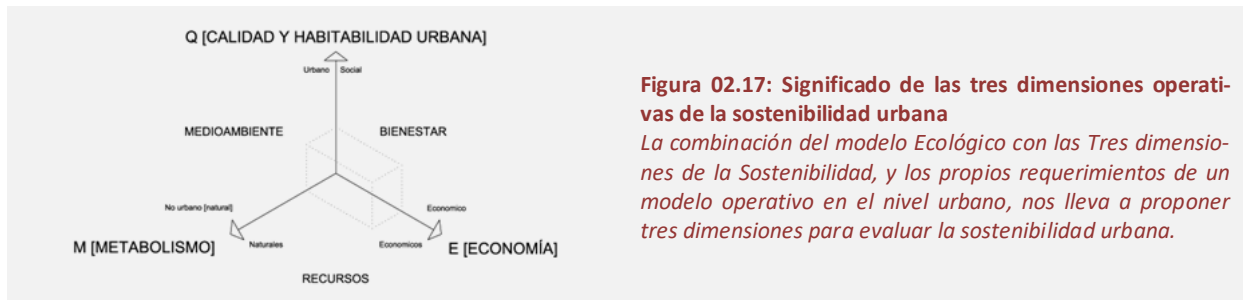 Q [CALIDAD Y HABITABILIDAD URBANA]
Urbano Social
MEDIOAMBIENTE BIENESTAR
No urbano [natural] Economico
Naturales Economicos
M [METABOLISMO] E [ECONOMÍA]
RECURSOS
Figura 02.17: Significado de las tres dimensiones operati-
vas de la sostenibilidad urbana
La combinación del modelo Ecológico con las Tres dimensio-
nes de la Sostenibilidad, y los propios requerimientos de un
modelo operativo en el nivel urbano, nos lleva a proponer
tres dimensiones para evaluar la sostenibilidad urbana.